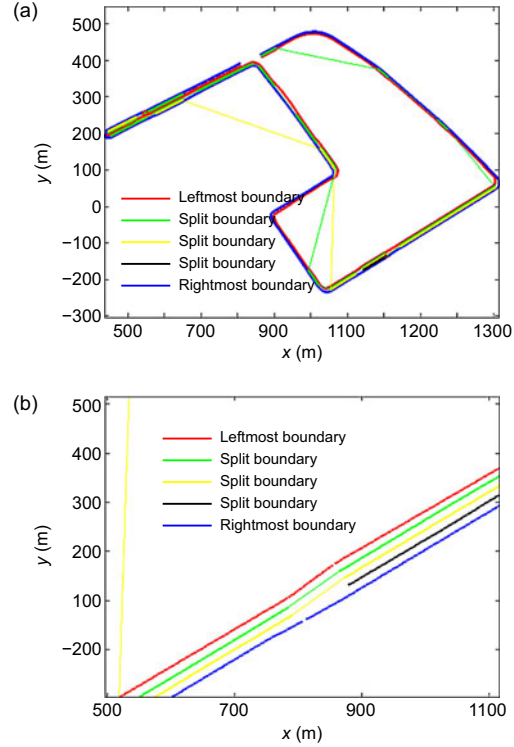 (a)
500
400
300
200
100
0
−100
−200
−300
y (m)
Leftmost boundary
Split boundary
Split boundary
Split boundary
Rightmost boundary
500 700 900 1100 1300
x (m)
(b)
500
400
300
200
100
−200
y (m)
Leftmost boundary
Split boundary
Split boundary
Split boundary
Rightmost boundary
500 700 900 1100
x (m)